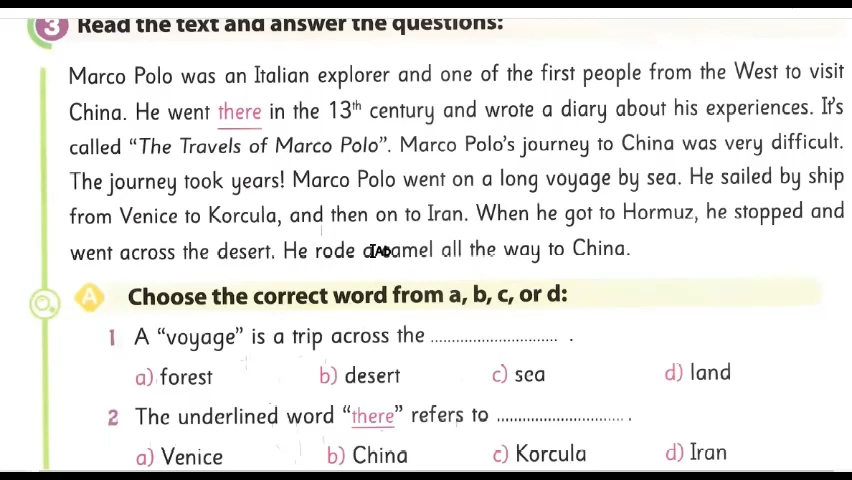 3 Read the text and answer the questions:
Marco Polo was an Italian explorer and one of the first people from the West to visit
China. He went there in the 13th century and wrote a diary about his experiences. It's
called “The Travels of Marco Polo”. Marco Polo's journey to China was very difficult.
The journey took years! Marco Polo went on a long voyage by sea. He sailed by ship
from Venice to Korcula, and then on to Iran. When he got to Hormuz, he stopped and
went across the desert. He rode a camel all the way to China.
A Choose the correct word from a, b, c, or d:
1 A “voyage” is a trip across the .............................. .
a) forest b) desert c) sea d) land
2 The underlined word “there” refers to .............................. .
a) Venice b) China c) Korcula d) Iran